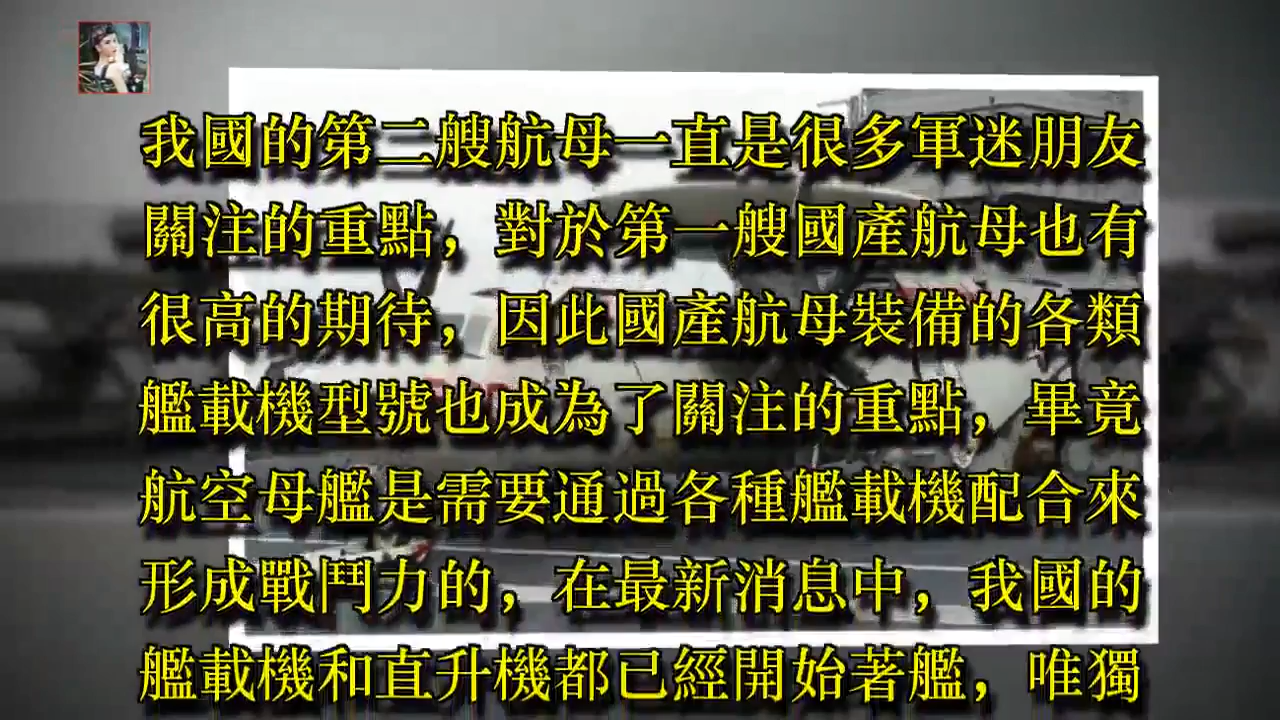 我國的第二艘航母一直是很多軍迷朋友
關注的重點，對於第一艘國產航母也有
很高的期待，因此國產航母裝備的各類
艦載機型號也成為了關注的重點，畢竟
航空母艦是需要通過各種艦載機配合來
形成戰鬥力的，在最新消息中，我國的
艦載機和直升機都已經開始著艦，唯獨